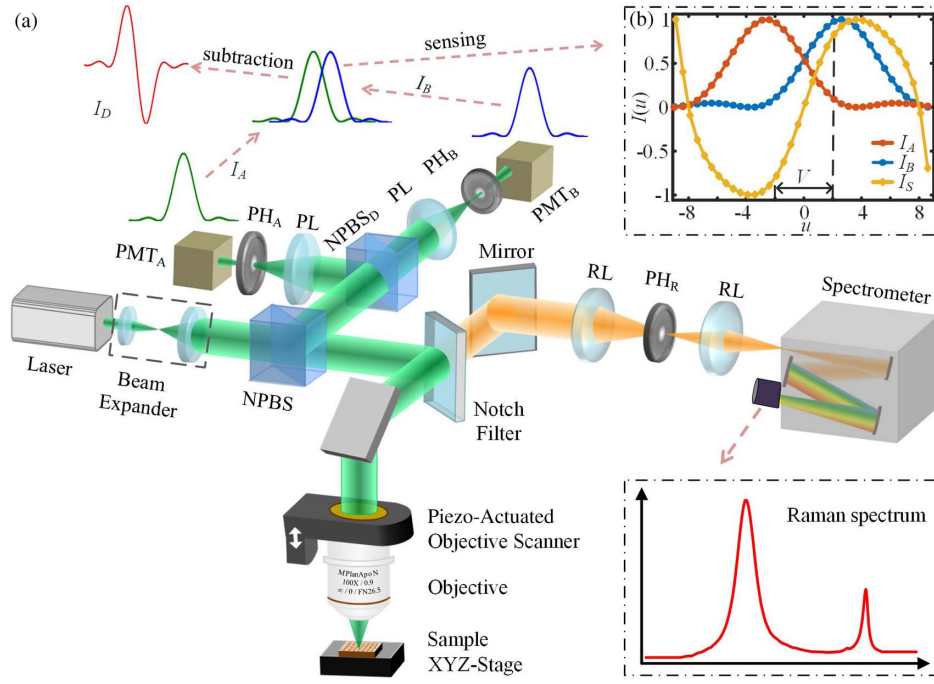 (a)
subtraction
sensing
I_D
I_B
I_A
PH_B
PL
PMT_B
NPBS_D
PL
PH_A
PMT_A
Mirror
RL
PH_R
RL
Spectrometer
Laser
Beam
Expander
NPBS
Notch
Filter
Piezo-Actuated
Objective Scanner
MPlanApo N
100X / 0.9
∞ / 0 / FN26.5
Objective
Sample
XYZ-Stage
(b)
I(u)
1
0.5
0
-0.5
-1
I_A
I_B
I_S
V
-8
-4
0
4
8
u
Raman spectrum